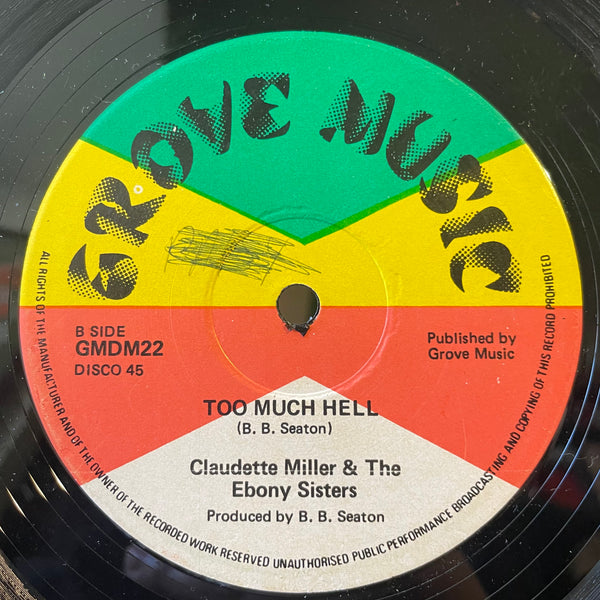 GROVE MUSIC
B SIDE
GMDM22
DISCO 45
Published by
Grove Music
TOO MUCH HELL
(B. B. Seaton)
Claudette Miller & The
Ebony Sisters
Produced by B. B. Seaton
ALL RIGHTS OF THE MANUFACTURER AND OF THE OWNER OF THE RECORDED WORK RESERVED UNAUTHORISED PUBLIC PERFORMANCE BROADCASTING AND COPYING OF THIS RECORD PROHIBITED